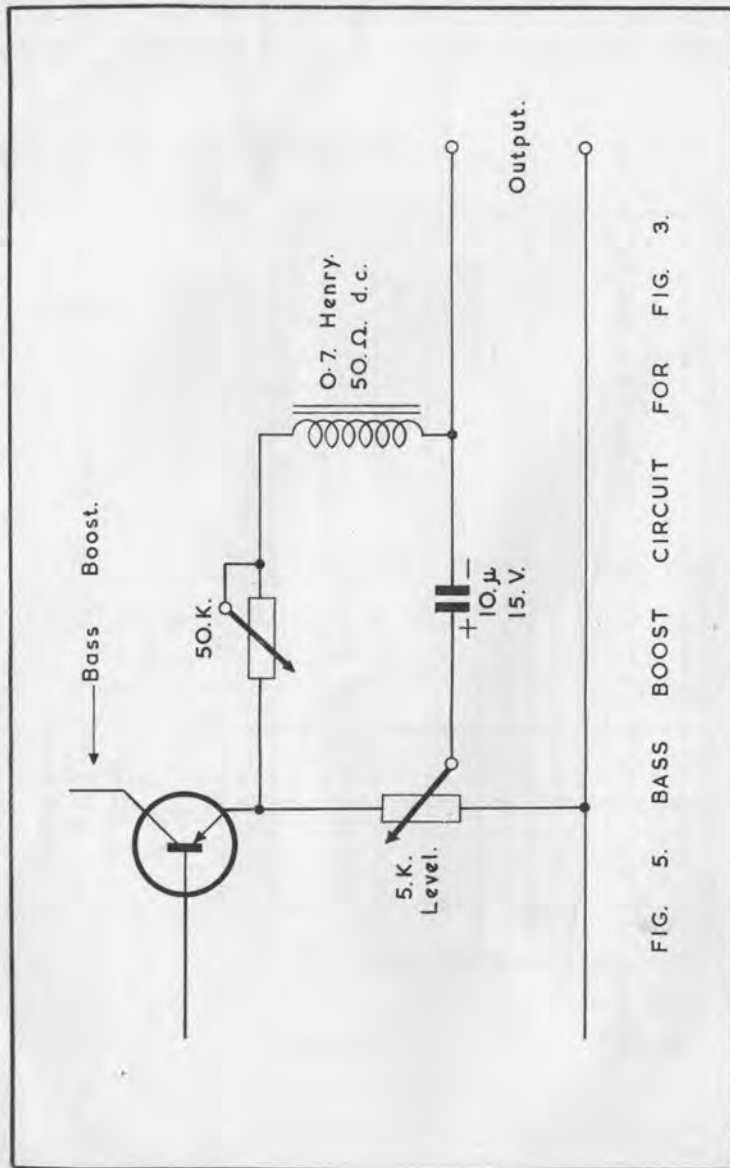 Bass Boost.
50.K.
0·7. Henry.
50.Ω. d.c.
Output.
+ –
10.µ
15.V.
5.K.
Level.
FIG. 5. BASS BOOST CIRCUIT FOR FIG. 3.